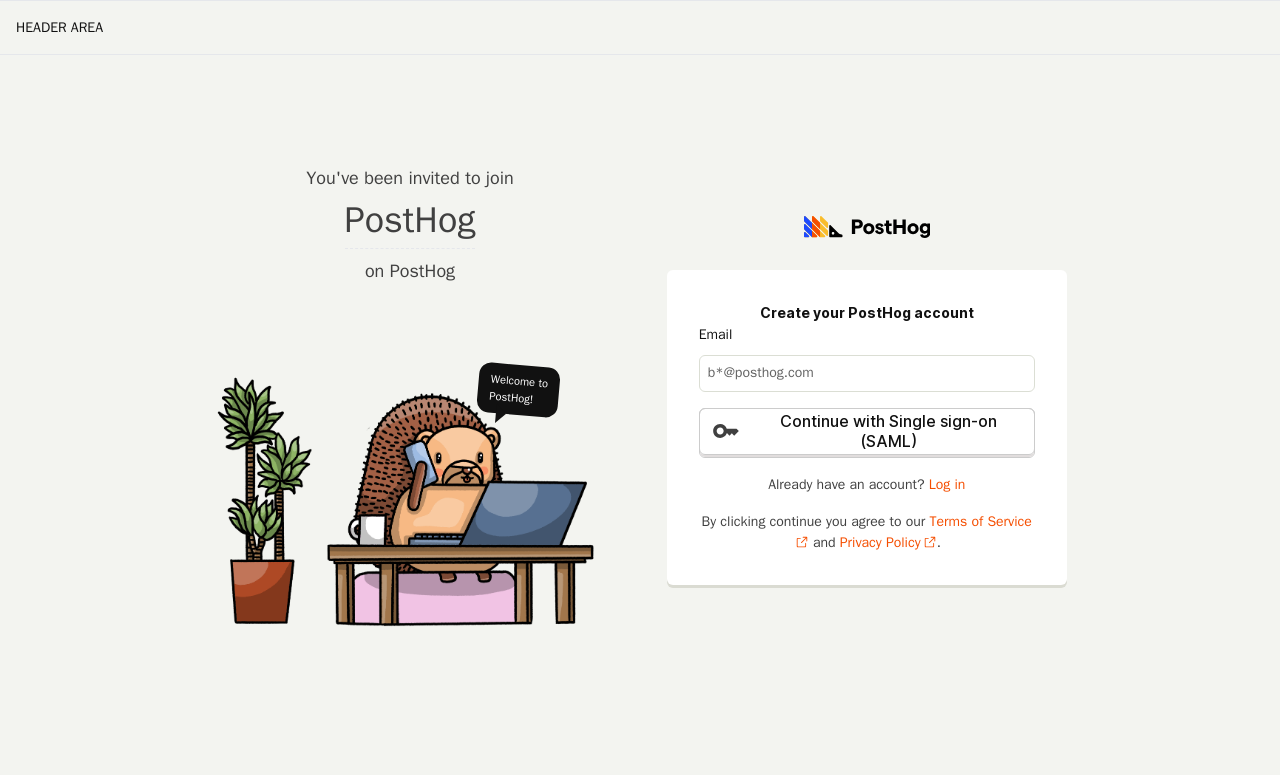 HEADER AREA
You've been invited to join
PostHog
on PostHog
Welcome to
PostHog!
PostHog
Create your PostHog account
Email
b*@posthog.com
Continue with Single sign-on
(SAML)
Already have an account? Log in
By clicking continue you agree to our Terms of Service
and Privacy Policy.